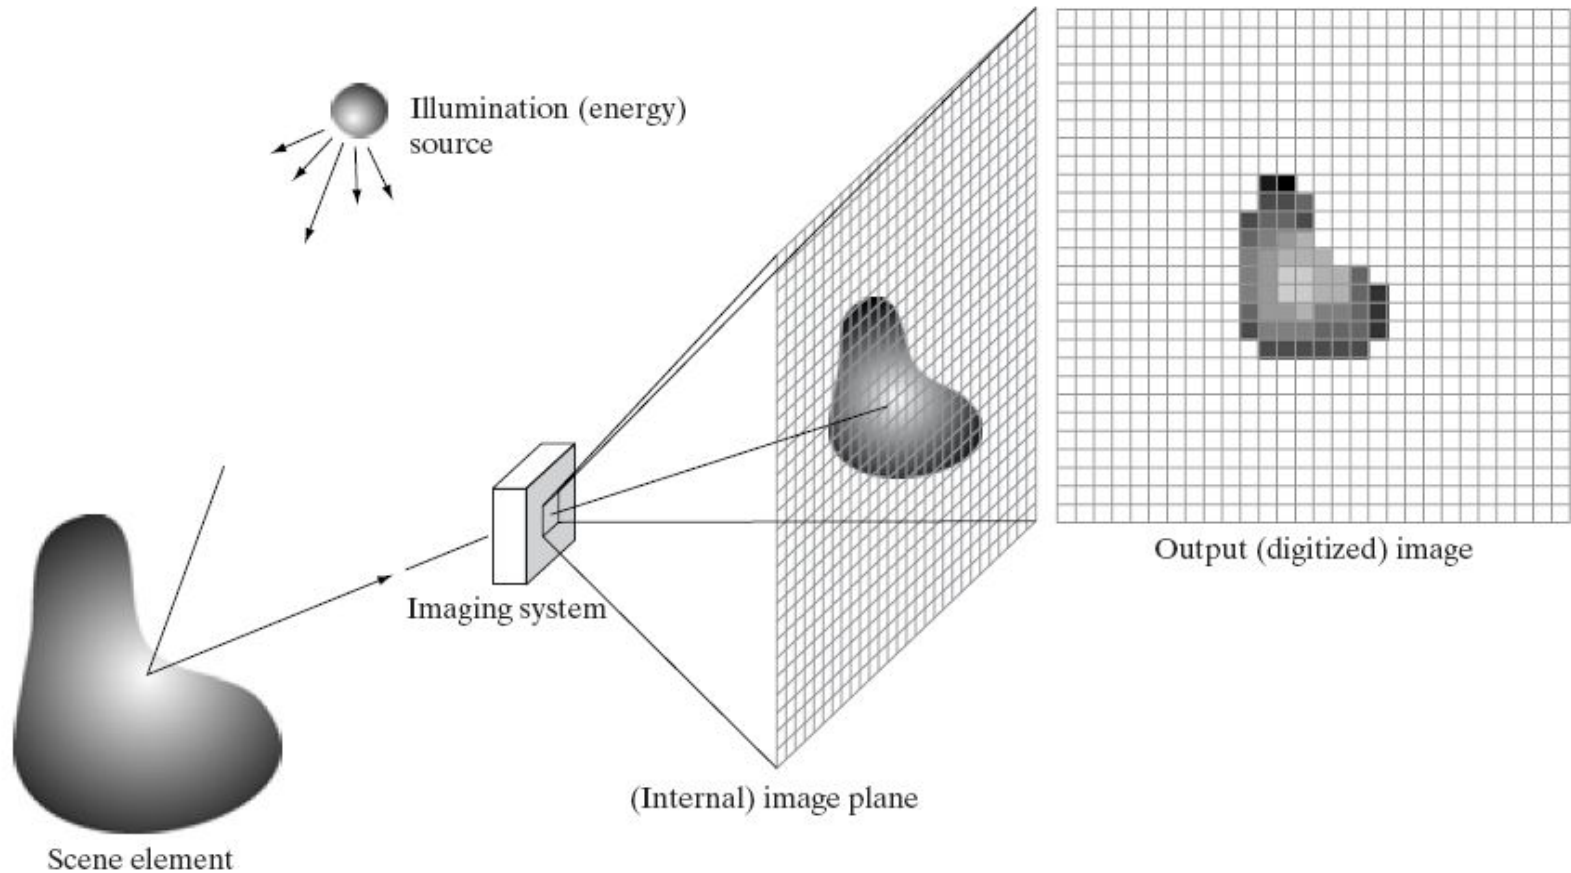 Illumination (energy)
source
Output (digitized) image
Imaging system
(Internal) image plane
Scene element